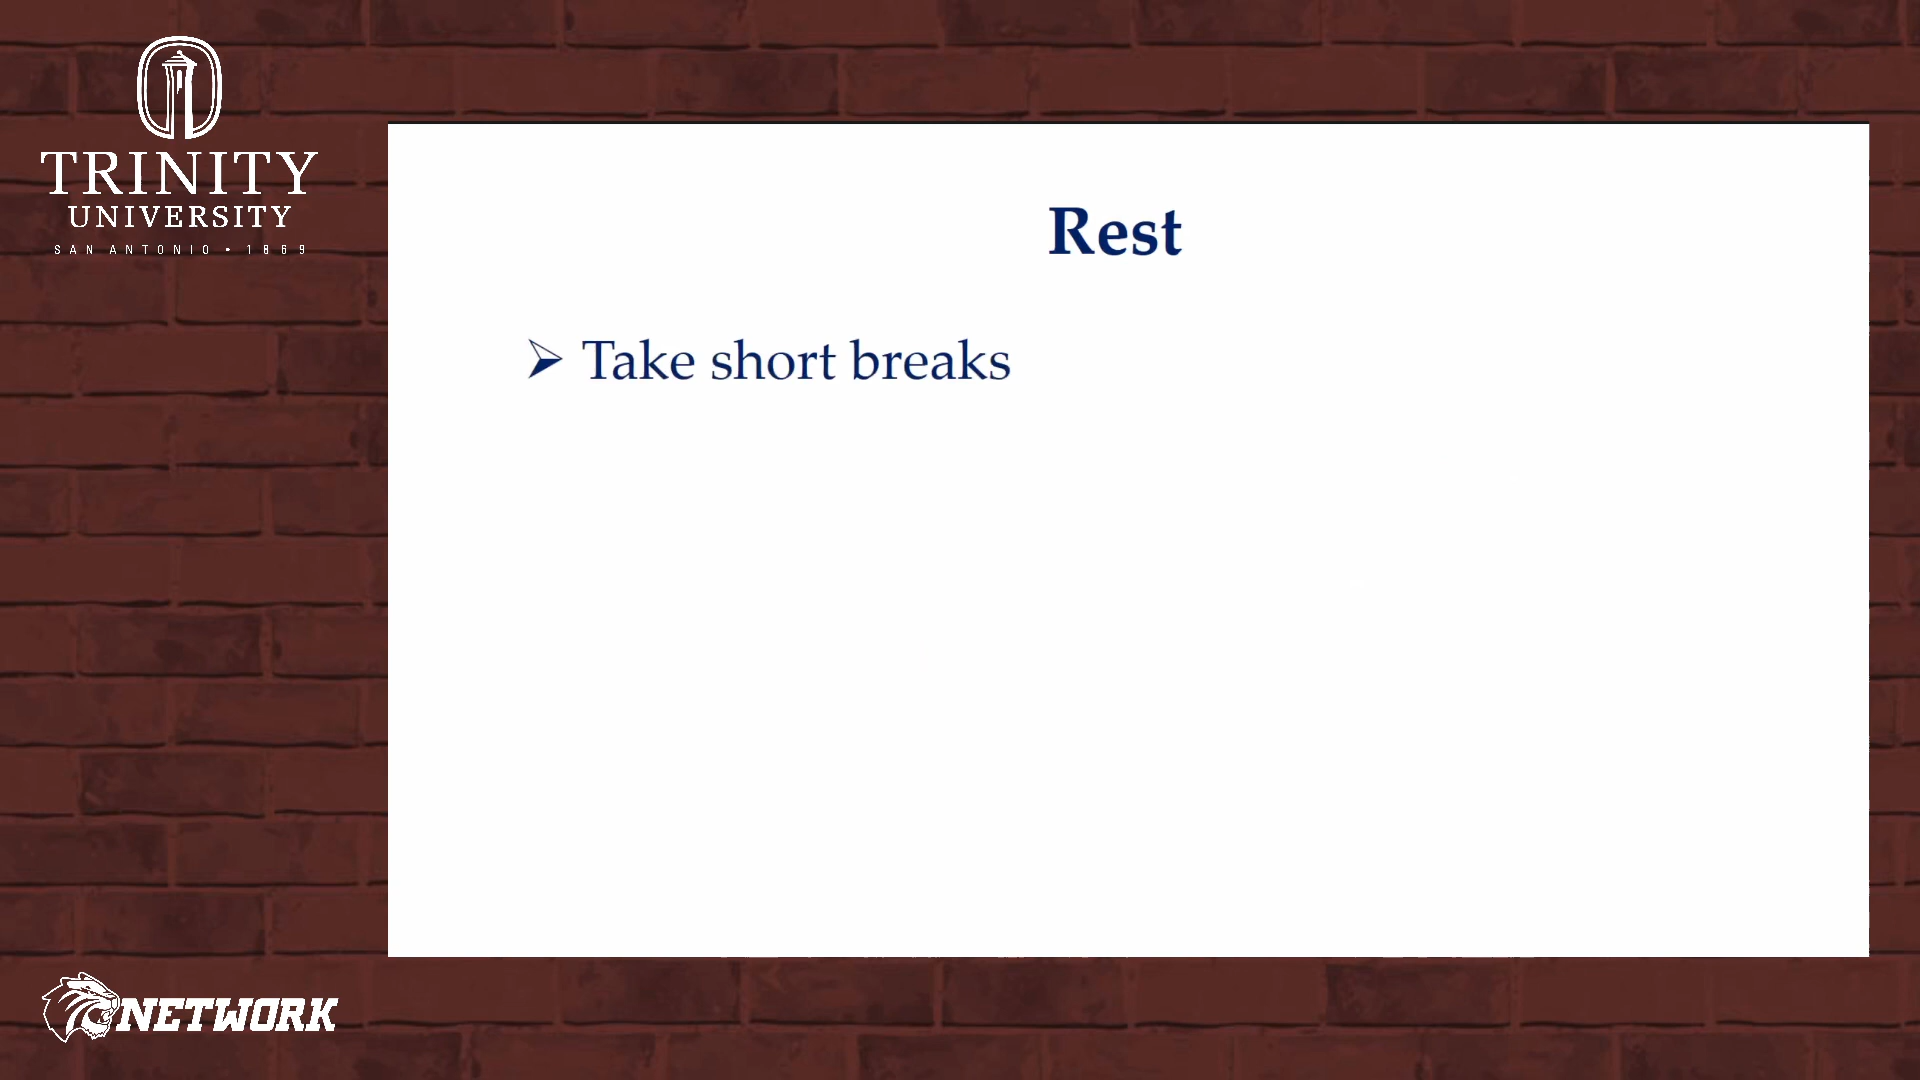 TRINITY
UNIVERSITY
SAN ANTONIO • 1869
Rest
➢ Take short breaks
NETWORK